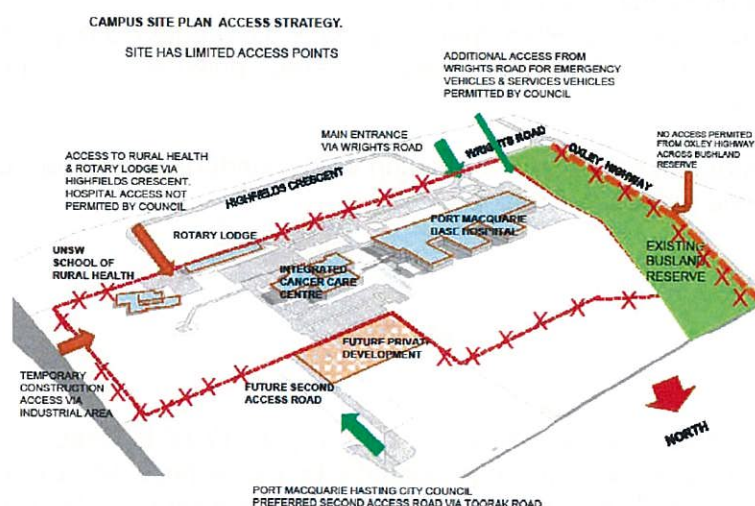 CAMPUS SITE PLAN ACCESS STRATEGY.
SITE HAS LIMITED ACCESS POINTS
ADDITIONAL ACCESS FROM
WRIGHTS ROAD FOR EMERGENCY
VEHICLES & SERVICES VEHICLES
PERMITTED BY COUNCIL
MAIN ENTRANCE
VIA WRIGHTS ROAD
WRIGHTS ROAD
OXLEY HIGHWAY
NO ACCESS PERMITED
FROM OXLEY HIGHWAY
ACROSS BUSHLAND
RESERVE
ACCESS TO RURAL HEALTH
& ROTARY LODGE VIA
HIGHFIELDS CRESCENT.
HOSPITAL ACCESS NOT
PERMITTED BY COUNCIL
HIGHFIELDS CRESCENT
ROTARY LODGE
PORT MACQUARIE
BASE HOSPITAL
UNSW
SCHOOL OF
RURAL HEALTH
INTEGRATED
CANCER CARE
CENTRE
EXISTING
BUSLAND
RESERVE
FUTURE PRIVATE
DEVELOPMENT
TEMPORARY
CONSTRUCTION
ACCESS VIA
INDUSTRIAL AREA
FUTURE SECOND
ACCESS ROAD
NORTH
PORT MACQUARIE HASTING CITY COUNCIL
PREFERRED SECOND ACCESS ROAD VIA TOORAK ROAD